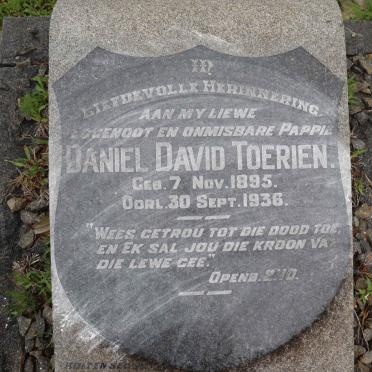 In
Liefdevolle Herinnering
aan my liewe
eggenoot en onmisbare Pappie
Daniel David Toerien.
Geb. 7 Nov. 1895.
Oorl. 30 Sept. 1936.
"Wees getrou tot die dood toe,
en Ek sal jou die kroon van
die lewe gee."
Openb. 2:10.